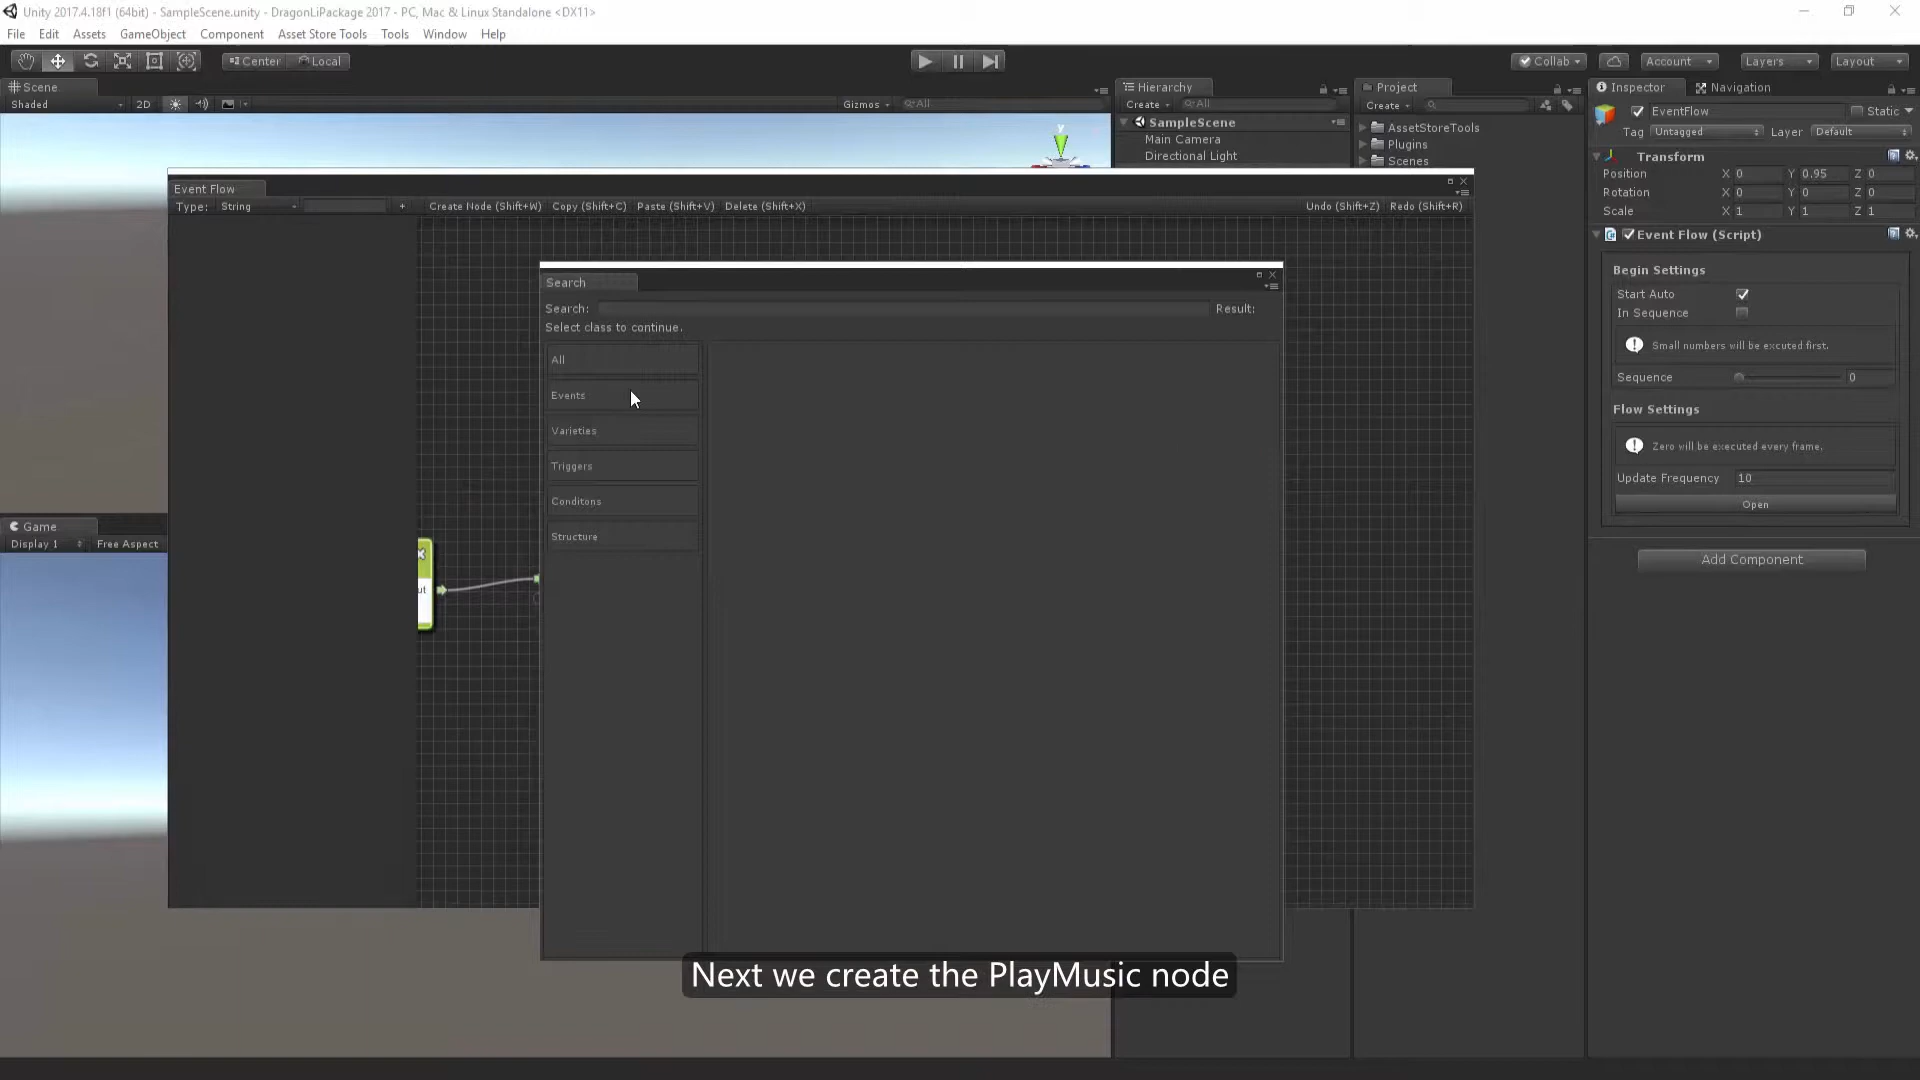 Unity 2017.4.18f1 (64bit) - SampleScene.unity - DragonLiPackage 2017 - PC, Mac & Linux Standalone <DX11>
File Edit Assets GameObject Component Asset Store Tools Tools Window Help
Center Local
Collab Account Layers Layout
Scene
Hierarchy
Project
Inspector Navigation
Shaded 2D Gizmos All
Create All
Create
EventFlow Static
SampleScene
Main Camera
Directional Light
AssetStoreTools
Plugins
Scenes
Tag Untagged Layer Default
Transform
Position X 0 Y 0.95 Z 0
Rotation X 0 Y 0 Z 0
Scale X 1 Y 1 Z 1
Event Flow (Script)
Begin Settings
Start Auto
In Sequence
Small numbers will be excuted first.
Sequence 0
Flow Settings
Zero will be executed every frame.
Update Frequency 10
Open
Add Component
Event Flow
Type: String + Create Node (Shift+W) Copy (Shift+C) Paste (Shift+V) Delete (Shift+X) Undo (Shift+Z) Redo (Shift+R)
Search
Search: Result:
Select class to continue.
All
Events
Varieties
Triggers
Conditons
Structure
ut
Game
Display 1 Free Aspect
Next we create the PlayMusic node